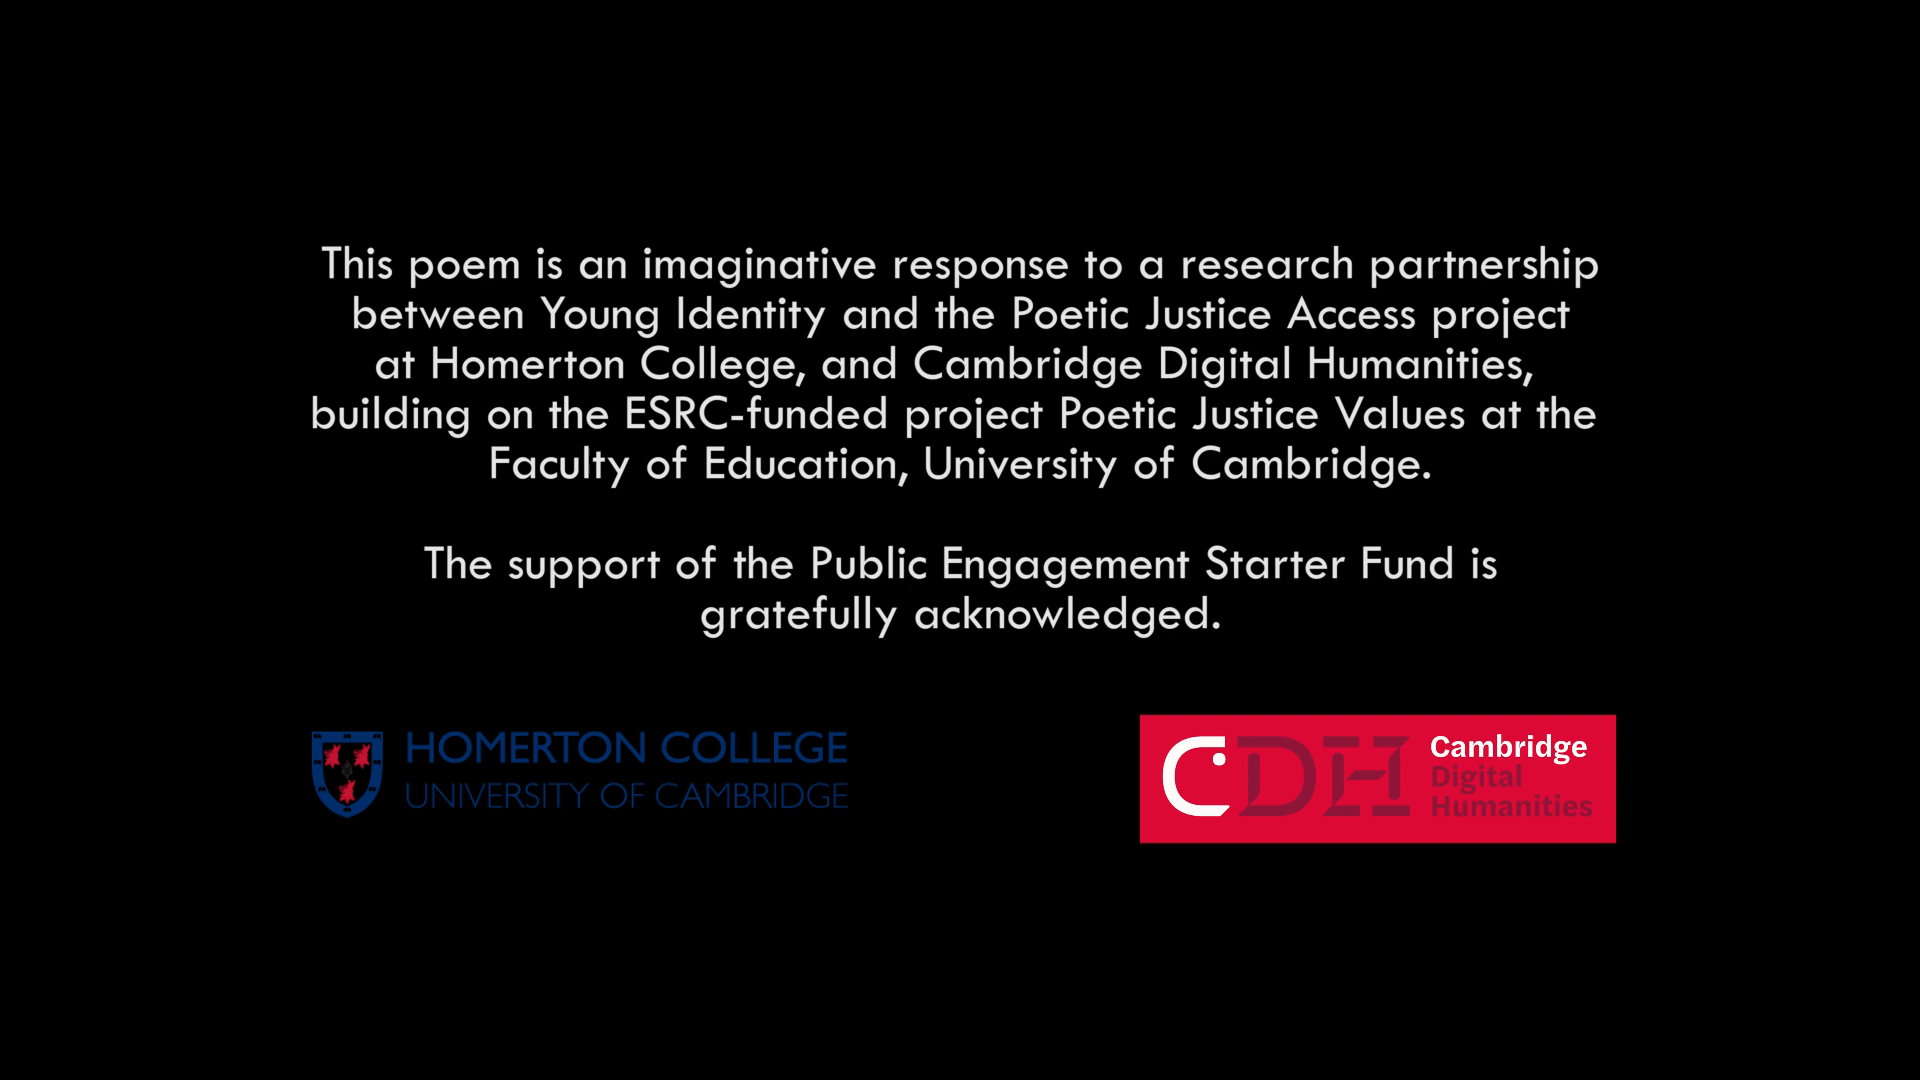 This poem is an imaginative response to a research partnership
between Young Identity and the Poetic Justice Access project
at Homerton College, and Cambridge Digital Humanities,
building on the ESRC-funded project Poetic Justice Values at the
Faculty of Education, University of Cambridge.
The support of the Public Engagement Starter Fund is
gratefully acknowledged.
HOMERTON COLLEGE
UNIVERSITY OF CAMBRIDGE
CDH
Cambridge
Digital
Humanities